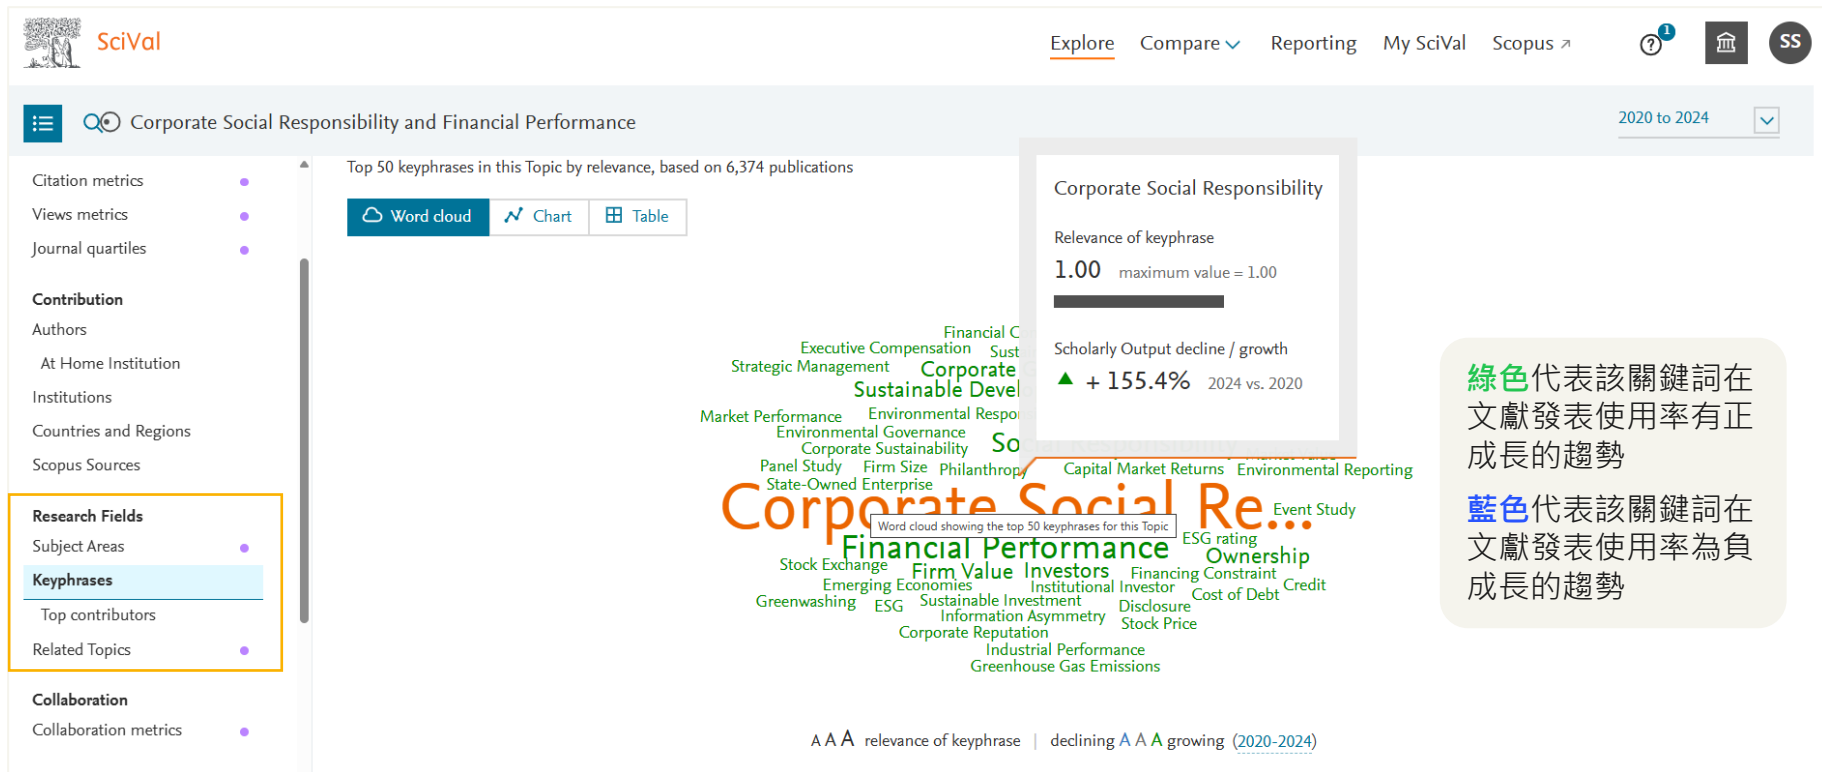 SciVal
Explore Compare Reporting My SciVal Scopus ↗ ? 1 SS
Corporate Social Responsibility and Financial Performance
2020 to 2024
Citation metrics
Views metrics
Journal quartiles
Contribution
Authors
At Home Institution
Institutions
Countries and Regions
Scopus Sources
Research Fields
Subject Areas
Keyphrases
Top contributors
Related Topics
Collaboration
Collaboration metrics
Top 50 keyphrases in this Topic by relevance, based on 6,374 publications
Word cloud Chart Table
Corporate Social Responsibility
Relevance of keyphrase
1.00 maximum value = 1.00
Scholarly Output decline / growth
▲ + 155.4% 2024 vs. 2020
Financial C
Executive Compensation Sust
Strategic Management Corporate
Sustainable Develo
Market Performance Environmental Respon
Environmental Governance
Corporate Sustainability So
Panel Study Firm Size Philanthropy Capital Market Returns Environmental Reporting
State-Owned Enterprise
Corporate Social Re...
Event Study
Word cloud showing the top 50 keyphrases for this Topic
Financial Performance ESG rating
Ownership
Stock Exchange Firm Value Investors Financing Constraint
Emerging Economies Institutional Investor Cost of Debt Credit
Greenwashing ESG Sustainable Investment Disclosure
Information Asymmetry Stock Price
Corporate Reputation
Industrial Performance
Greenhouse Gas Emissions
A A A relevance of keyphrase | declining A A A growing (2020-2024)
綠色代表該關鍵詞在
文獻發表使用率有正
成長的趨勢
藍色代表該關鍵詞在
文獻發表使用率為負
成長的趨勢